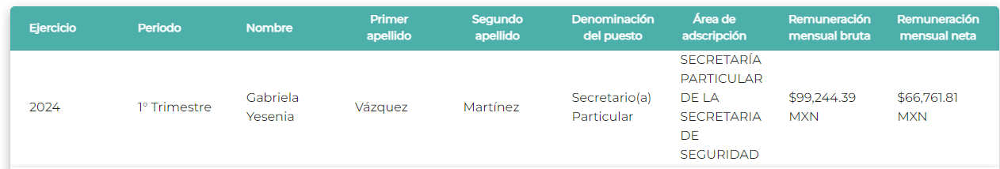 Ejercicio
Periodo
Nombre
Primer
apellido
Segundo
apellido
Denominación
del puesto
Área de
adscripción
Remuneración
mensual bruta
Remuneración
mensual neta
2024
1° Trimestre
Gabriela
Yesenia
Vázquez
Martínez
Secretario(a)
Particular
SECRETARÍA
PARTICULAR
DE LA
SECRETARIA
DE
SEGURIDAD
$99,244.39
MXN
$66,761.81
MXN